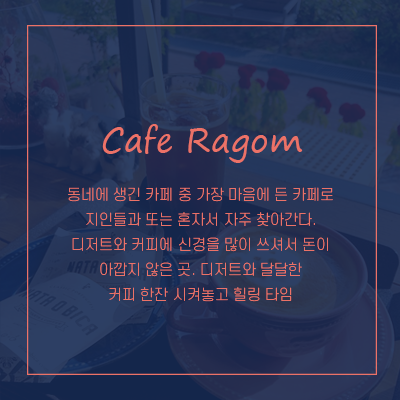 Cafe Ragom
동네에 생긴 카페 중 가장 마음에 든 카페로
지인들과 또는 혼자서 자주 찾아간다.
디저트와 커피에 신경을 많이 쓰셔서 돈이
아깝지 않은 곳. 디저트와 달달한
커피 한잔 시켜놓고 힐링 타임